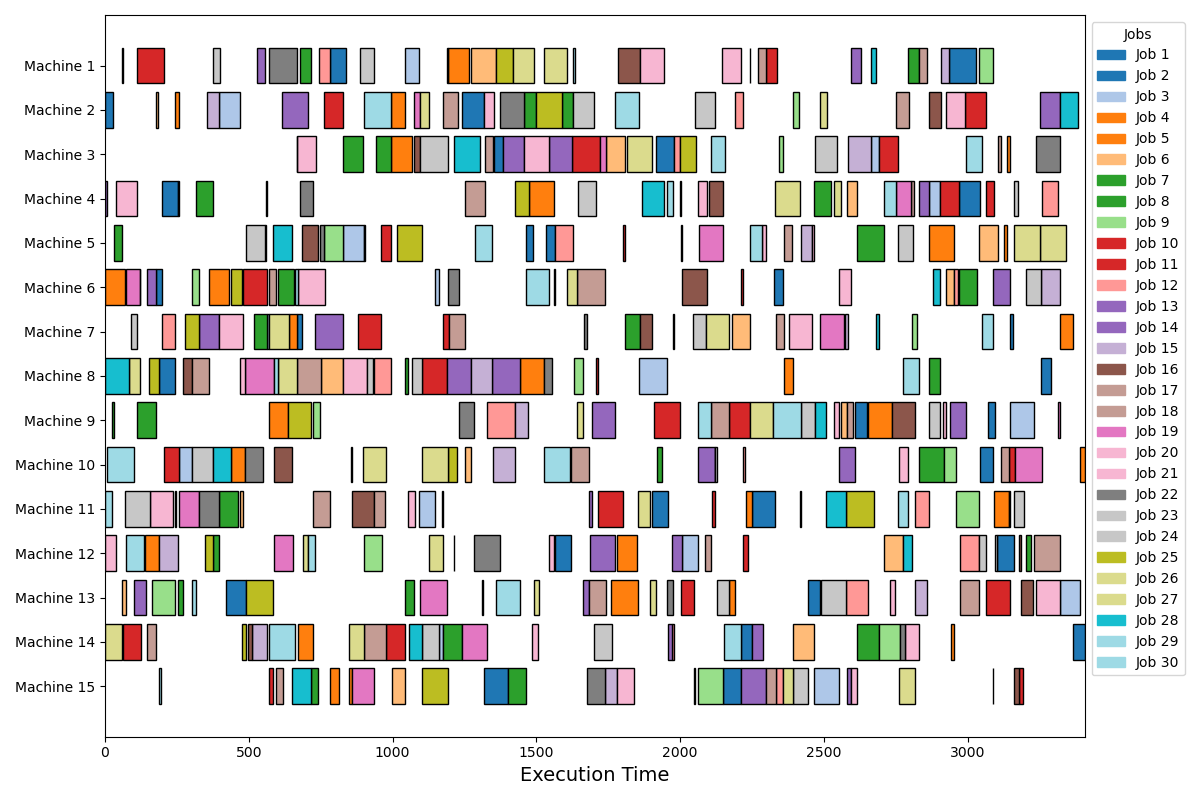 Machine 1
Machine 2
Machine 3
Machine 4
Machine 5
Machine 6
Machine 7
Machine 8
Machine 9
Machine 10
Machine 11
Machine 12
Machine 13
Machine 14
Machine 15
0 500 1000 1500 2000 2500 3000
Execution Time
Jobs
Job 1
Job 2
Job 3
Job 4
Job 5
Job 6
Job 7
Job 8
Job 9
Job 10
Job 11
Job 12
Job 13
Job 14
Job 15
Job 16
Job 17
Job 18
Job 19
Job 20
Job 21
Job 22
Job 23
Job 24
Job 25
Job 26
Job 27
Job 28
Job 29
Job 30